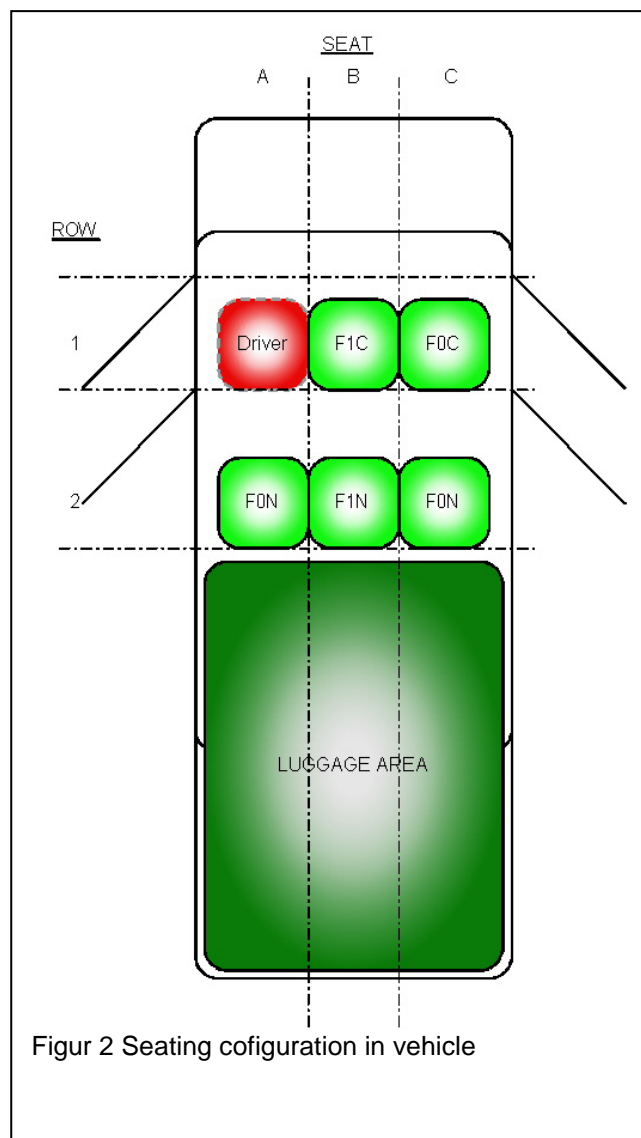 SEAT
A B C
ROW
1 Driver F1C F0C
2 F0N F1N F0N
LUGGAGE AREA
Figur 2 Seating cofiguration in vehicle